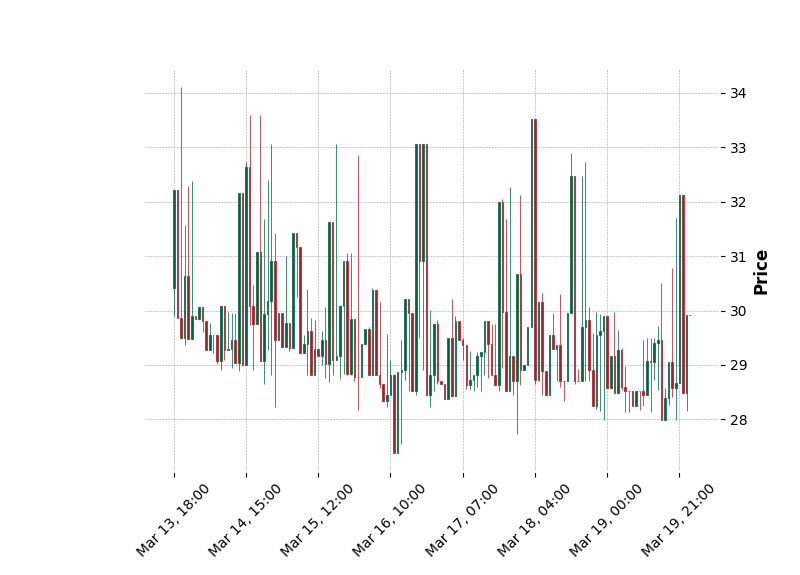 34
33
32
31
30
29
28
Price
Mar 13, 18:00
Mar 14, 15:00
Mar 15, 12:00
Mar 16, 10:00
Mar 17, 07:00
Mar 18, 04:00
Mar 19, 00:00
Mar 19, 21:00